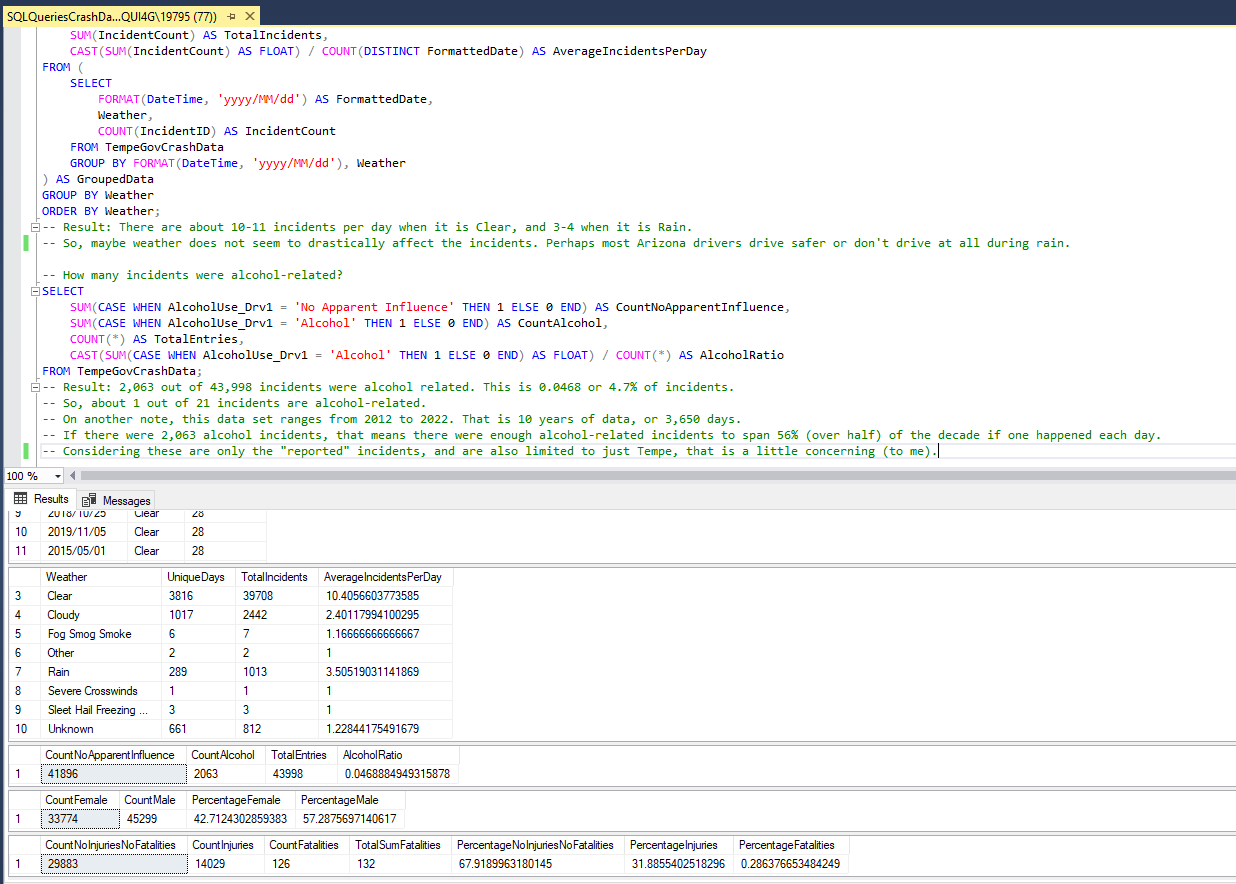 SQLQueriesCrashDa...QUI4G\19795 (77))
SUM(IncidentCount) AS TotalIncidents,
CAST(SUM(IncidentCount) AS FLOAT) / COUNT(DISTINCT FormattedDate) AS AverageIncidentsPerDay
FROM (
SELECT
FORMAT(DateTime, 'yyyy/MM/dd') AS FormattedDate,
Weather,
COUNT(IncidentID) AS IncidentCount
FROM TempeGovCrashData
GROUP BY FORMAT(DateTime, 'yyyy/MM/dd'), Weather
) AS GroupedData
GROUP BY Weather
ORDER BY Weather;
-- Result: There are about 10-11 incidents per day when it is Clear, and 3-4 when it is Rain.
-- So, maybe weather does not seem to drastically affect the incidents. Perhaps most Arizona drivers drive safer or don't drive at all during rain.
-- How many incidents were alcohol-related?
SELECT
SUM(CASE WHEN AlcoholUse_Drv1 = 'No Apparent Influence' THEN 1 ELSE 0 END) AS CountNoApparentInfluence,
SUM(CASE WHEN AlcoholUse_Drv1 = 'Alcohol' THEN 1 ELSE 0 END) AS CountAlcohol,
COUNT(*) AS TotalEntries,
CAST(SUM(CASE WHEN AlcoholUse_Drv1 = 'Alcohol' THEN 1 ELSE 0 END) AS FLOAT) / COUNT(*) AS AlcoholRatio
FROM TempeGovCrashData;
-- Result: 2,063 out of 43,998 incidents were alcohol related. This is 0.0468 or 4.7% of incidents.
-- So, about 1 out of 21 incidents are alcohol-related.
-- On another note, this data set ranges from 2012 to 2022. That is 10 years of data, or 3,650 days.
-- If there were 2,063 alcohol incidents, that means there were enough alcohol-related incidents to span 56% (over half) of the decade if one happened each day.
-- Considering these are only the "reported" incidents, and are also limited to just Tempe, that is a little concerning (to me).
100 %
Results Messages
9 2018/10/25 Clear 28
10 2019/11/05 Clear 28
11 2015/05/01 Clear 28
Weather UniqueDays TotalIncidents AverageIncidentsPerDay
3 Clear 3816 39708 10.4056603773585
4 Cloudy 1017 2442 2.40117994100295
5 Fog Smog Smoke 6 7 1.16666666666667
6 Other 2 2 1
7 Rain 289 1013 3.50519031141869
8 Severe Crosswinds 1 1 1
9 Sleet Hail Freezing ... 3 3 1
10 Unknown 661 812 1.22844175491679
CountNoApparentInfluence CountAlcohol TotalEntries AlcoholRatio
1 41896 2063 43998 0.0468884949315878
CountFemale CountMale PercentageFemale PercentageMale
1 33774 45299 42.7124302859383 57.2875697140617
CountNoInjuriesNoFatalities CountInjuries CountFatalities TotalSumFatalities PercentageNoInjuriesNoFatalities PercentageInjuries PercentageFatalities
1 29883 14029 126 132 67.9189963180145 31.8855402518296 0.286376653484249